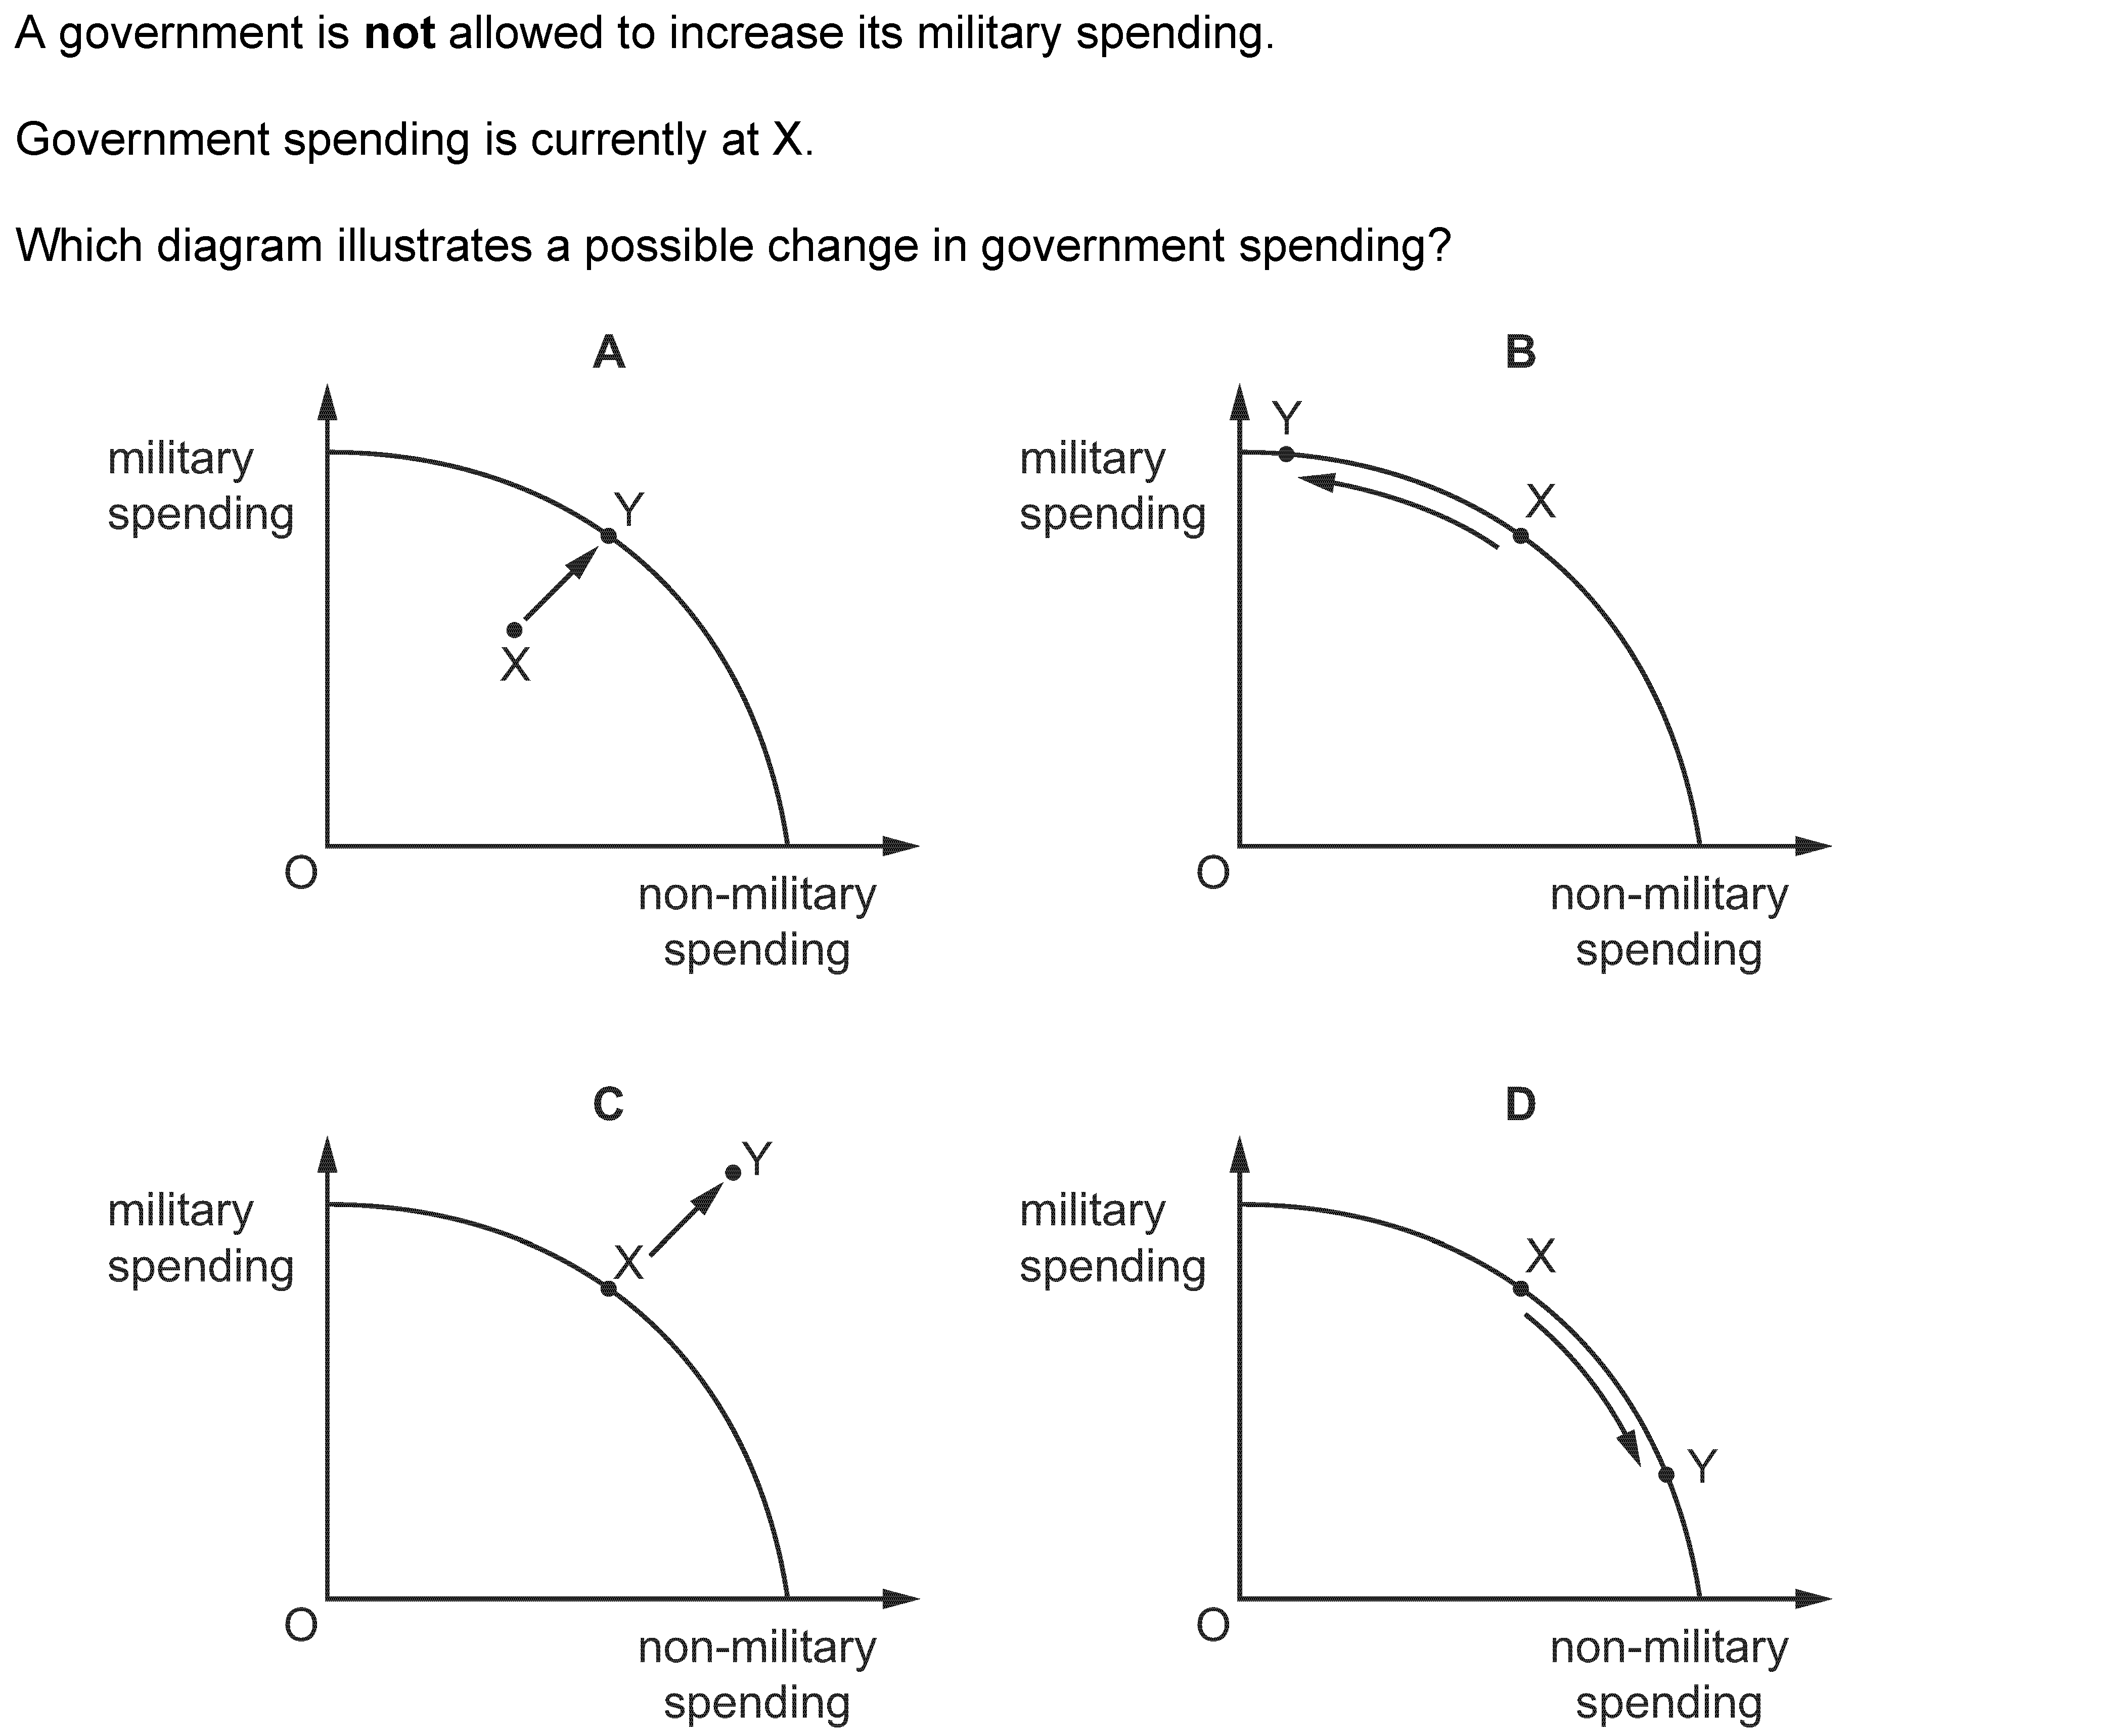 A government is not allowed to increase its military spending.
Government spending is currently at X.
Which diagram illustrates a possible change in government spending?
A
military
spending
Y
X
O
non-military
spending
B
Y
military
spending
X
O
non-military
spending
C
Y
military
spending
X
O
non-military
spending
D
military
spending
X
Y
O
non-military
spending